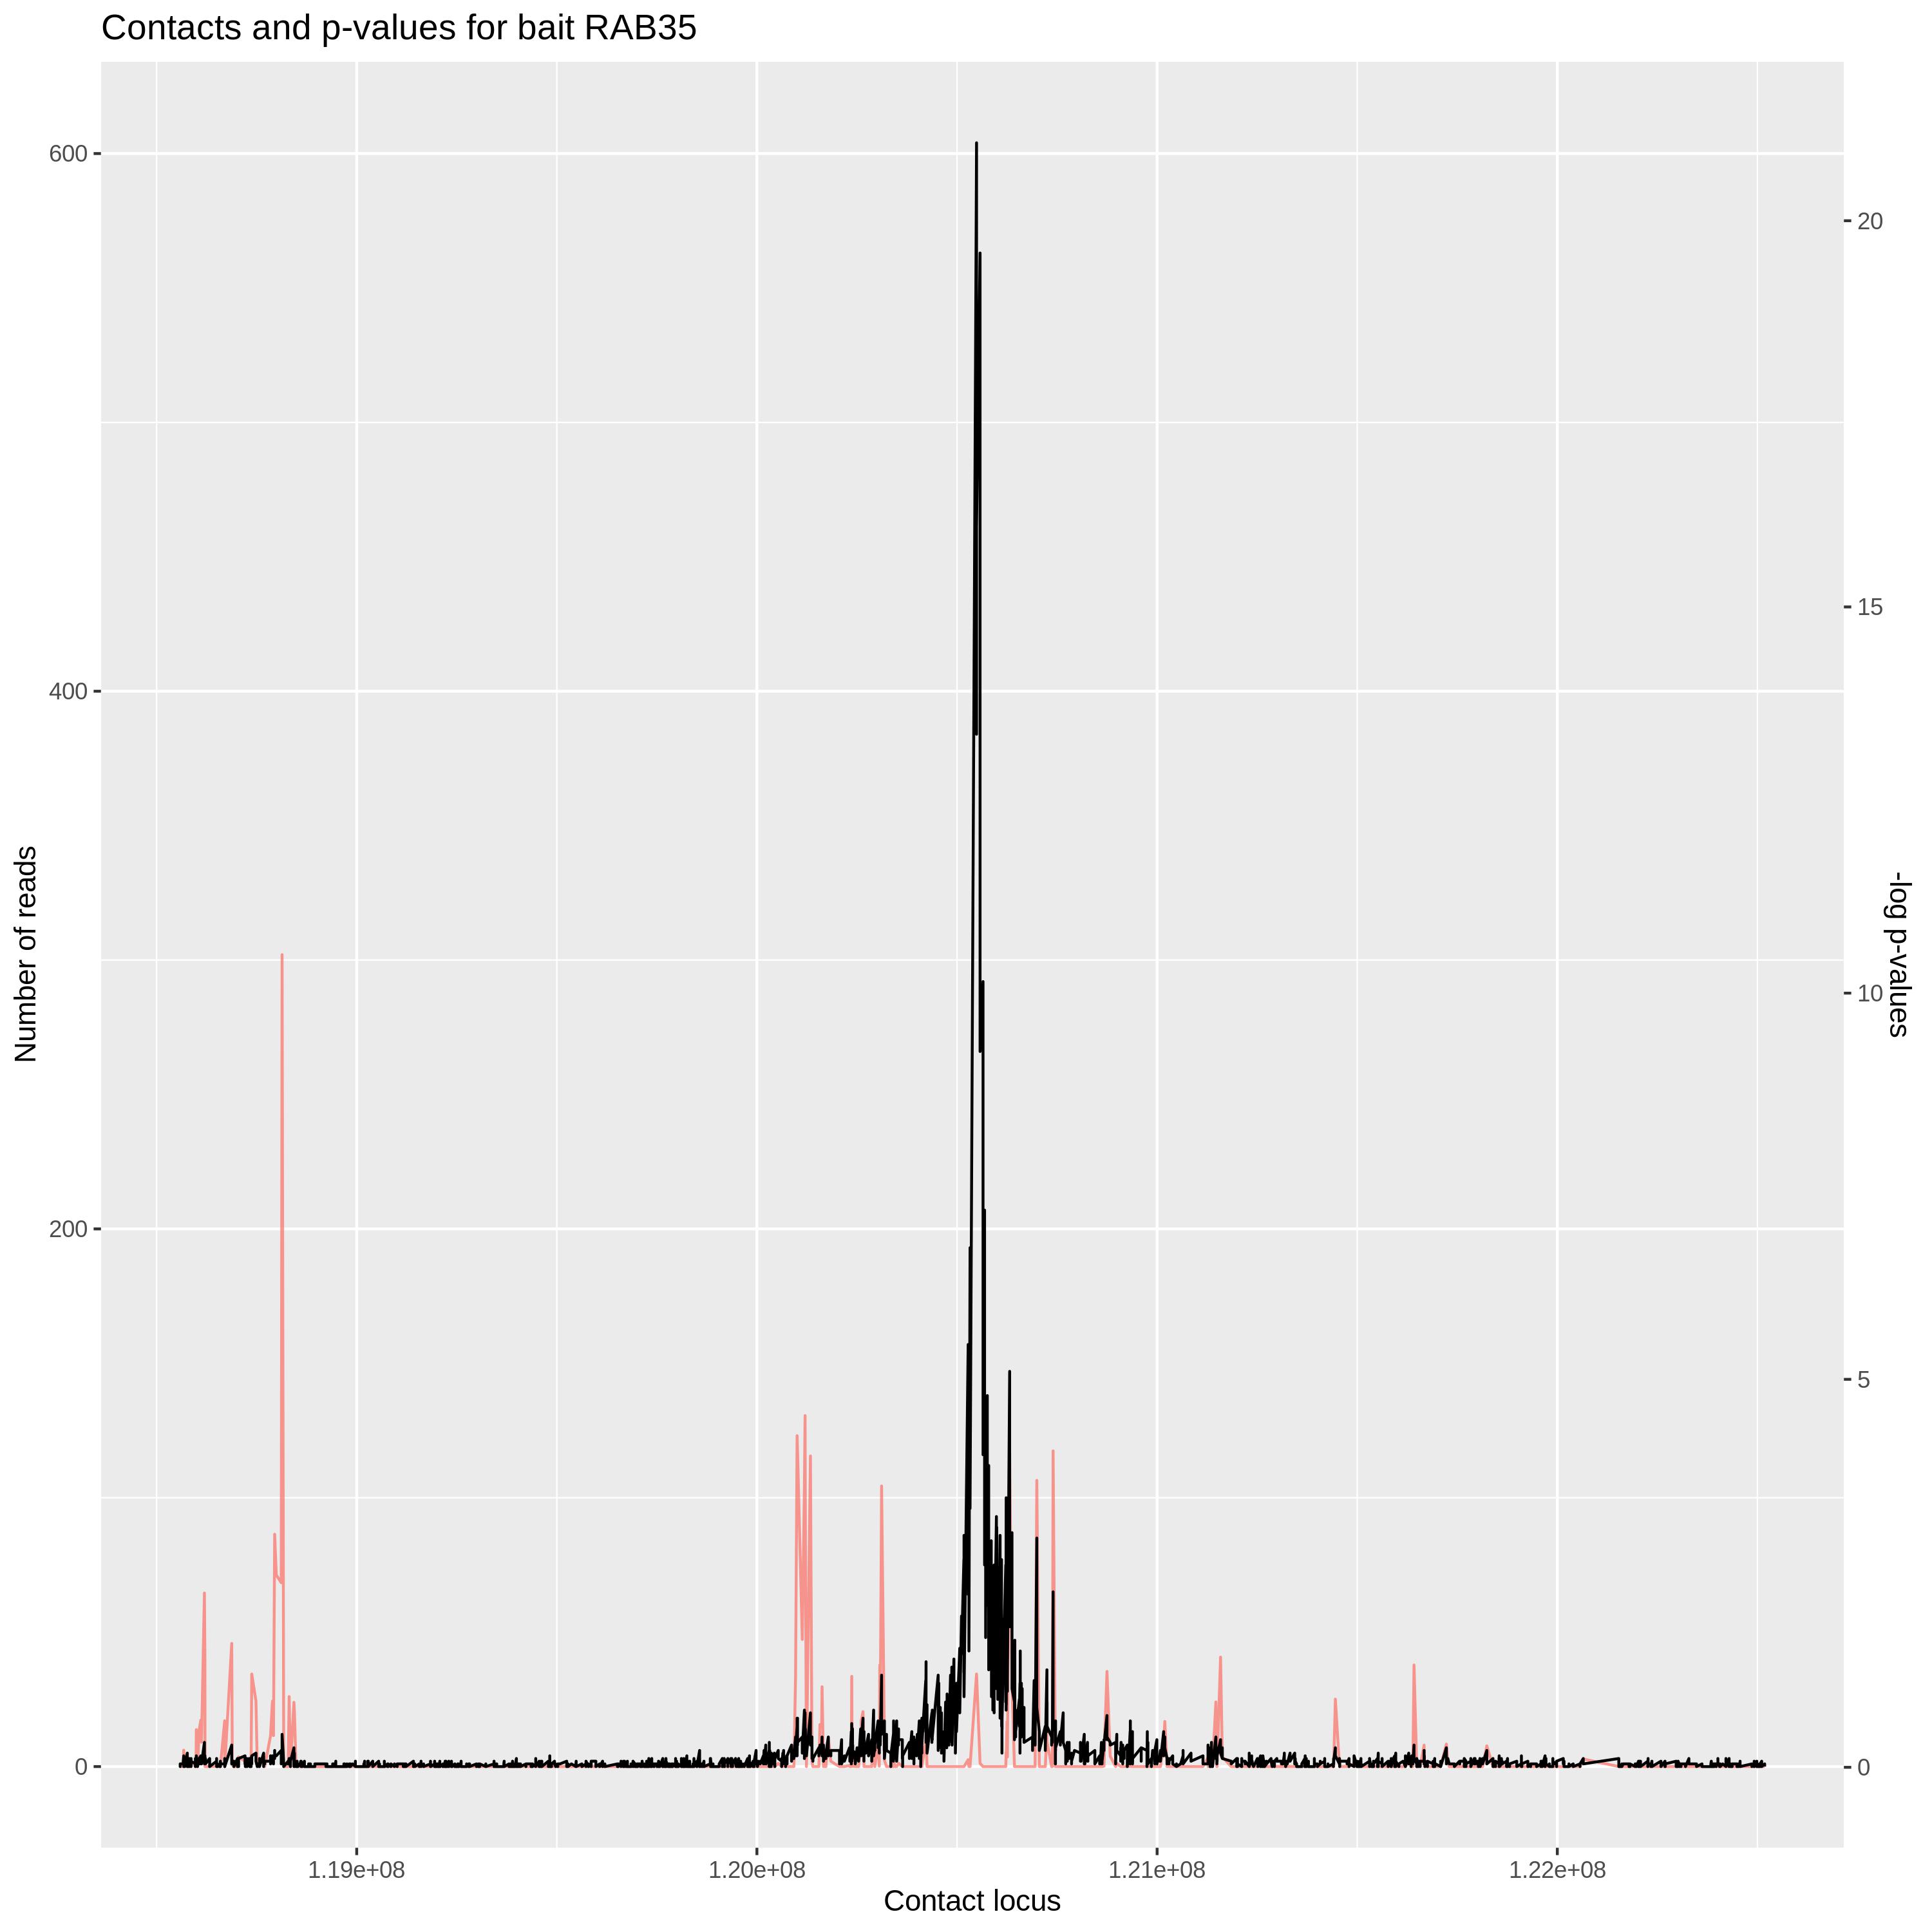 Contacts and p-values for bait RAB35
600
400
200
0
Number of reads
20
15
10
5
0
-log p-values
1.19e+08
1.20e+08
1.21e+08
1.22e+08
Contact locus